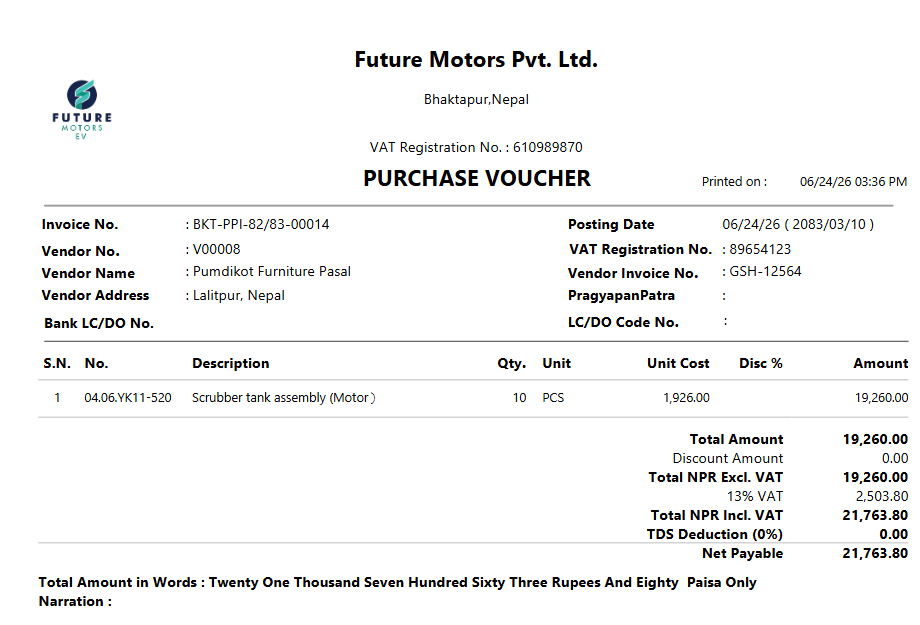 Future Motors Pvt. Ltd.
Bhaktapur,Nepal
FUTURE
MOTORS
EV
VAT Registration No. : 610989870
PURCHASE VOUCHER
Printed on : 06/24/26 03:36 PM
Invoice No. : BKT-PPI-82/83-00014 Posting Date 06/24/26 ( 2083/03/10 )
Vendor No. : V00008 VAT Registration No. : 89654123
Vendor Name : Pumdikot Furniture Pasal Vendor Invoice No. : GSH-12564
Vendor Address : Lalitpur, Nepal PragyapanPatra :
Bank LC/DO No. LC/DO Code No. :
S.N. No. Description Qty. Unit Unit Cost Disc % Amount
1 04.06.YK11-520 Scrubber tank assembly (Motor） 10 PCS 1,926.00 19,260.00
Total Amount 19,260.00
Discount Amount 0.00
Total NPR Excl. VAT 19,260.00
13% VAT 2,503.80
Total NPR Incl. VAT 21,763.80
TDS Deduction (0%) 0.00
Net Payable 21,763.80
Total Amount in Words : Twenty One Thousand Seven Hundred Sixty Three Rupees And Eighty  Paisa Only
Narration :